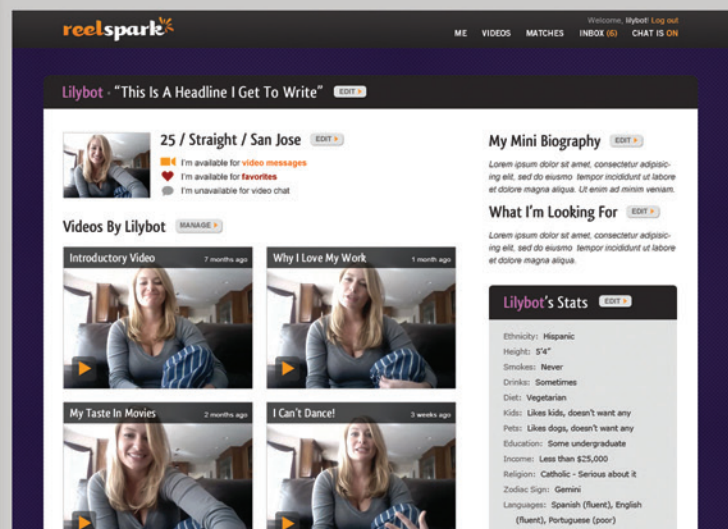 reelspark
Welcome, lilybot! Log out
ME VIDEOS MATCHES INBOX (6) CHAT IS ON
Lilybot - “This Is A Headline I Get To Write” EDIT
25 / Straight / San Jose EDIT
I'm available for video messages
I'm available for favorites
I'm unavailable for video chat
Videos By Lilybot MANAGE
Introductory Video 7 months ago
Why I Love My Work 1 month ago
My Taste In Movies 2 months ago
I Can't Dance! 3 weeks ago
My Mini Biography EDIT
Lorem ipsum dolor sit amet, consectetur adipisic-
ing elit, sed do eiusmo tempor incididunt ut labore
et dolore magna aliqua. Ut enim ad minim veniam.
What I'm Looking For EDIT
Lorem ipsum dolor sit amet, consectetur adipisic-
ing elit, sed do eiusmo tempor incididunt ut labore
et dolore magna aliqua.
Lilybot's Stats EDIT
Ethnicity: Hispanic
Height: 5'4"
Smokes: Never
Drinks: Sometimes
Diet: Vegetarian
Kids: Likes kids, doesn't want any
Pets: Likes dogs, doesn't want any
Education: Some undergraduate
Income: Less than $25,000
Religion: Catholic - Serious about it
Zodiac Sign: Gemini
Languages: Spanish (fluent), English
(fluent), Portuguese (poor)